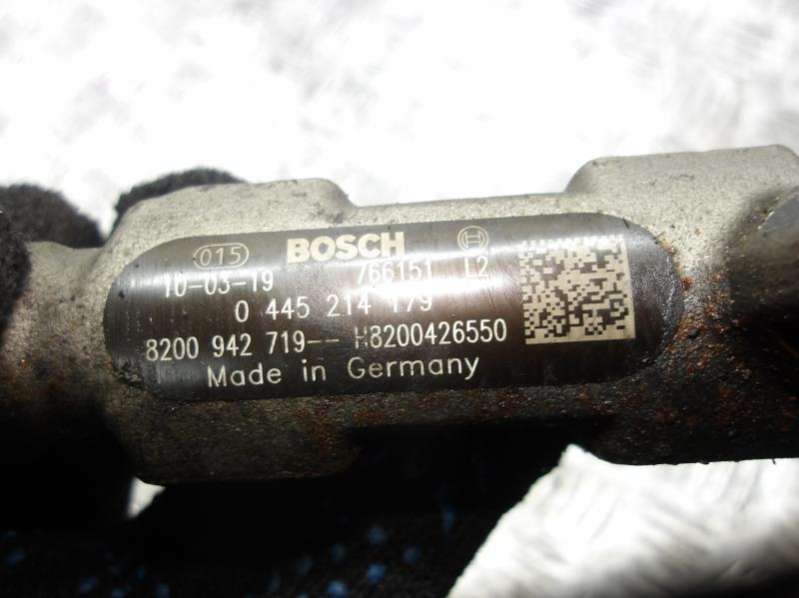 015 BOSCH
10-03-19 766151 L2
0 445 214 179
8200 942 719-- H8200426550
Made in Germany